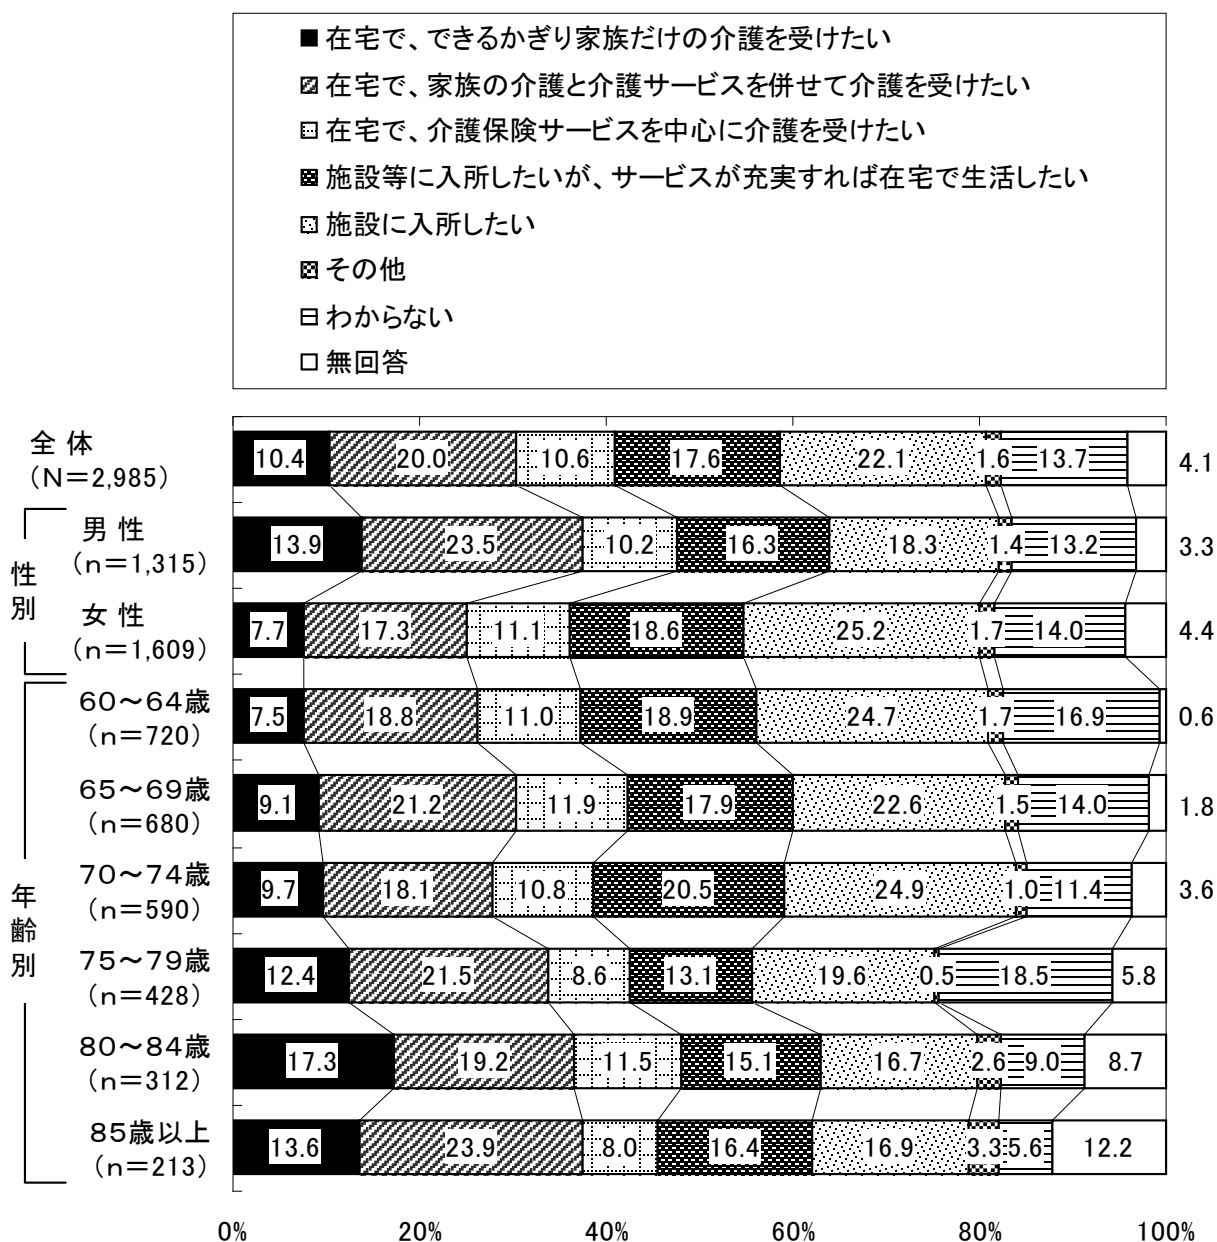 在宅で、できるかぎり家族だけの介護を受けたい
在宅で、家族の介護と介護サービスを併せて介護を受けたい
在宅で、介護保険サービスを中心に介護を受けたい
施設等に入所したいが、サービスが充実すれば在宅で生活したい
施設に入所したい
その他
わからない
無回答
全 体
（N＝2,985）
10.4 20.0 10.6 17.6 22.1 1.6 13.7 4.1
性別
男 性
（n＝1,315）
13.9 23.5 10.2 16.3 18.3 1.4 13.2 3.3
女 性
（n＝1,609）
7.7 17.3 11.1 18.6 25.2 1.7 14.0 4.4
年齢別
60～64歳
（n＝720）
7.5 18.8 11.0 18.9 24.7 1.7 16.9 0.6
65～69歳
（n＝680）
9.1 21.2 11.9 17.9 22.6 1.5 14.0 1.8
70～74歳
（n＝590）
9.7 18.1 10.8 20.5 24.9 1.0 11.4 3.6
75～79歳
（n＝428）
12.4 21.5 8.6 13.1 19.6 0.5 18.5 5.8
80～84歳
（n＝312）
17.3 19.2 11.5 15.1 16.7 2.6 9.0 8.7
85歳以上
（n＝213）
13.6 23.9 8.0 16.4 16.9 3.3 5.6 12.2
0% 20% 40% 60% 80% 100%